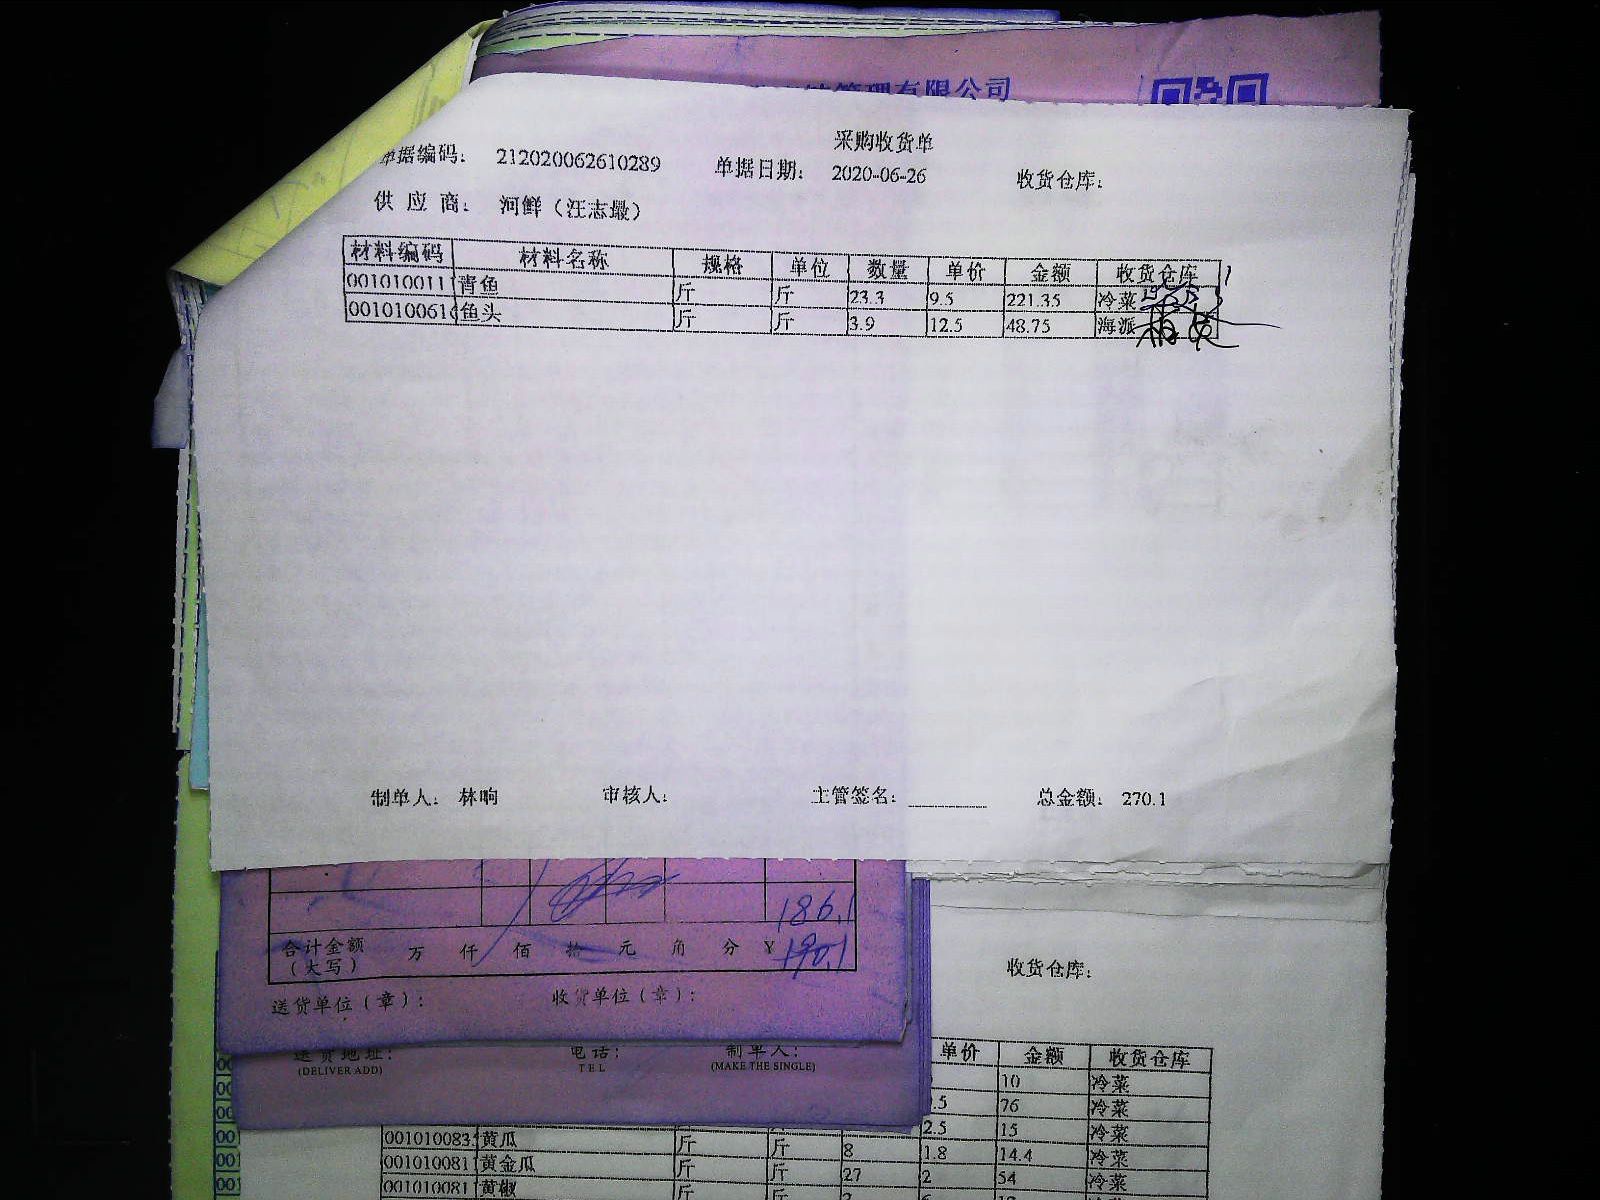 管理有限公司
采购收货单
单据编码： 212020062610289 单据日期： 2020-06-26 收货仓库：
供 应 商： 河鲜（汪志最）
材料编码 材料名称 规格 单位 数量 单价 金额 收货仓库
0010100111 青鱼 斤 斤 23.3 9.5 221.35 冷菜
001010061 鱼头 斤 斤 3.9 12.5 48.75 海派
制单人： 林响 审核人： 主管签名： 总金额： 270.1
186.1
合计金额（大写） 万 仟 佰 拾 元 角 分 ¥ 190.1
送货单位（章）： 收货单位（章）：
收货仓库：
送货地址： 电话： 制单人：
(DELIVER ADD) TEL (MAKE THE SINGLE)
单价 金额 收货仓库
10 冷菜
.5 76 冷菜
2.5 15 冷菜
001010083 黄瓜 斤 斤 8 1.8 14.4 冷菜
001010081 黄金瓜 斤 斤 27 2 54 冷菜
001010081 黄椒 斤 斤